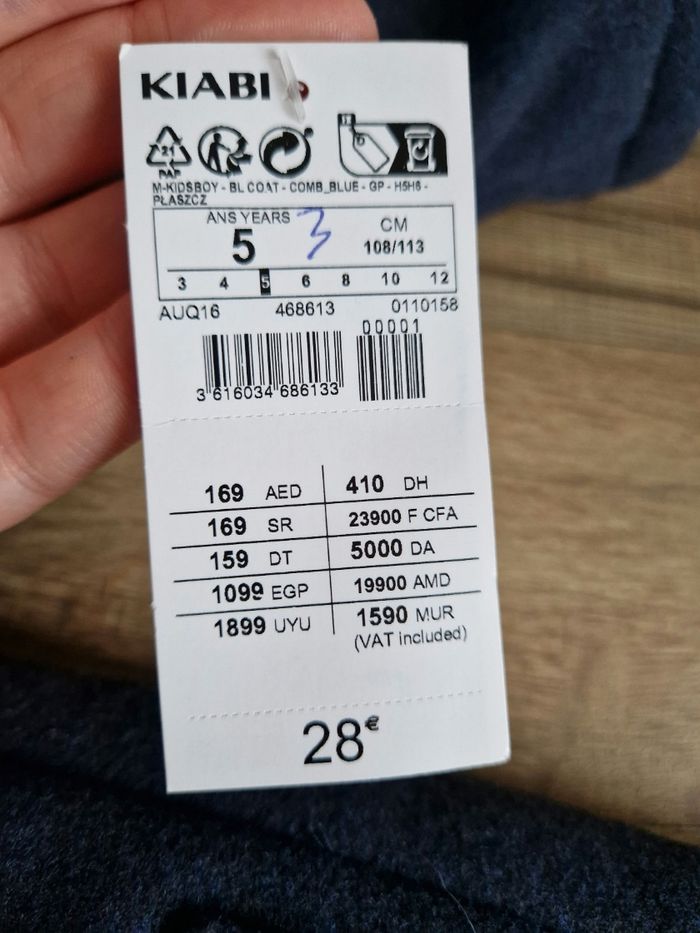 KIABI
12
21
PAP
M-KIDSBOY - BL COAT - COMB_BLUE - GP - H5H6 -
PŁASZCZ
ANS YEARS 3 CM
5 108/113
3 4 5 6 8 10 12
AUQ16 468613 0110158
00001
3 616034 686133
169 AED 410 DH
169 SR 23900 F CFA
159 DT 5000 DA
1099 EGP 19900 AMD
1899 UYU 1590 MUR
(VAT included)
28€